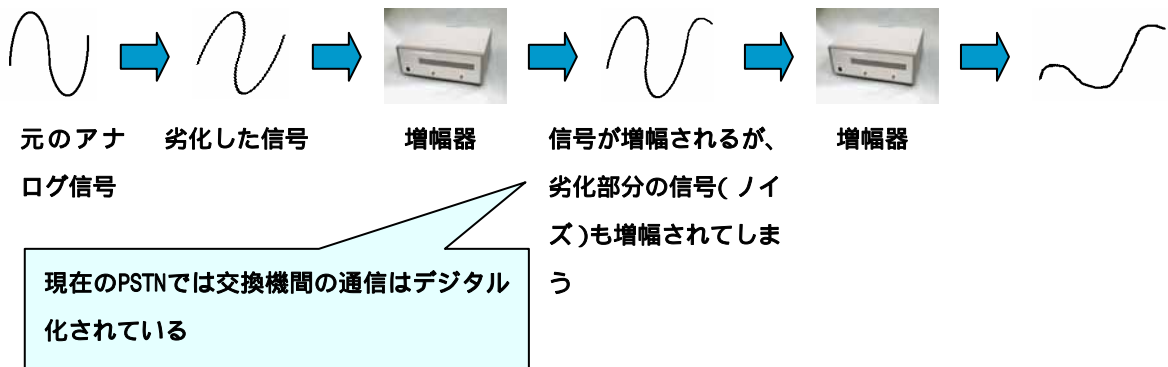 元のアナ
ログ信号
劣化した信号
増幅器
信号が増幅されるが、
劣化部分の信号(ノイ
ズ)も増幅されてしま
う
増幅器
現在のPSTNでは交換機間の通信はデジタル
化されている